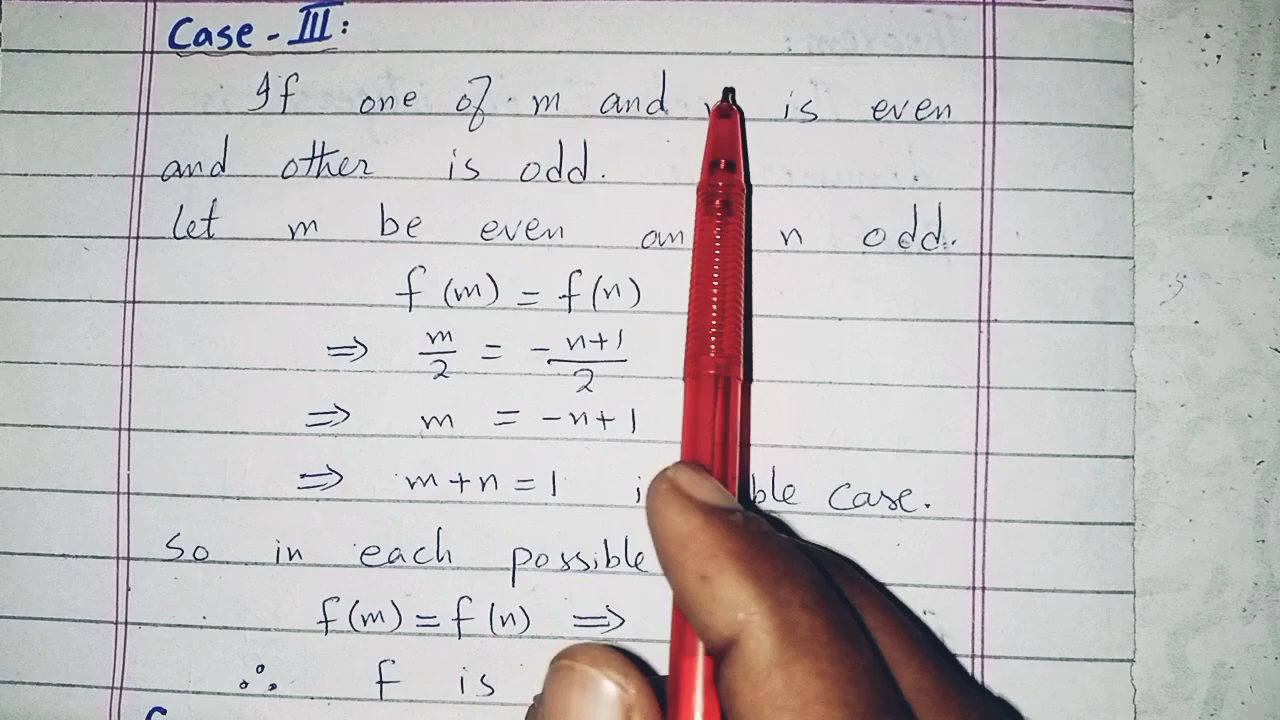 Case - III:
If one of m and is even
and other is odd.
Let m be even an n odd.
f(m) = f(n)
⇒ m/2 = - n+1/2
⇒ m = -n+1
⇒ m+n = 1 i ble case.
So in each possible
f(m) = f(n) ⇒
∴ f is